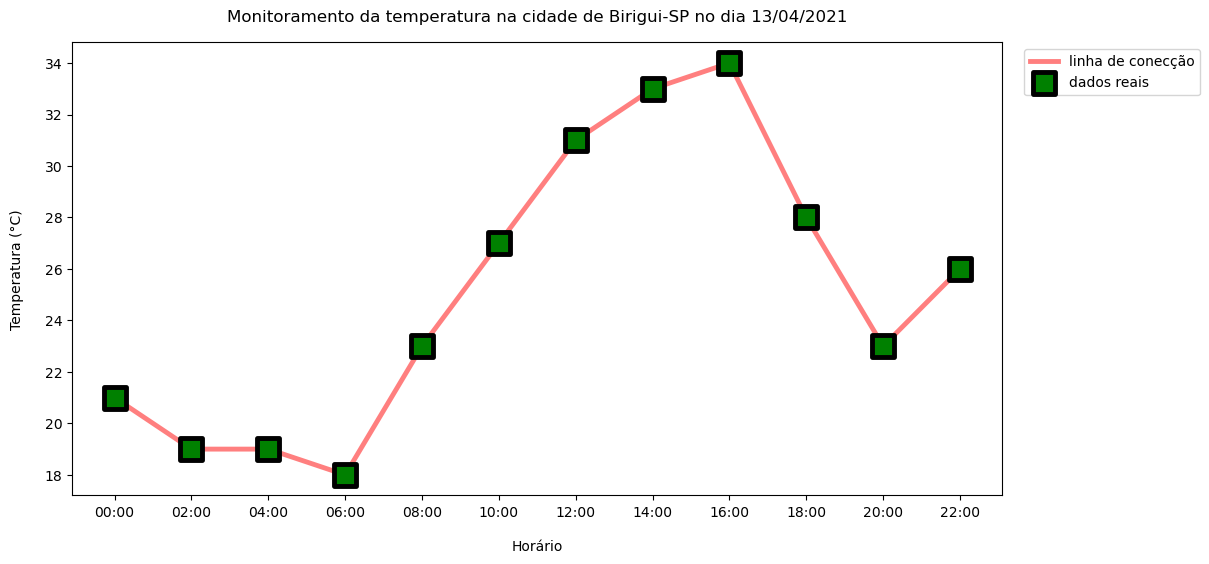 Monitoramento da temperatura na cidade de Birigui-SP no dia 13/04/2021
linha de conecção
dados reais
Temperatura (°C)
34
32
30
28
26
24
22
20
18
00:00 02:00 04:00 06:00 08:00 10:00 12:00 14:00 16:00 18:00 20:00 22:00
Horário